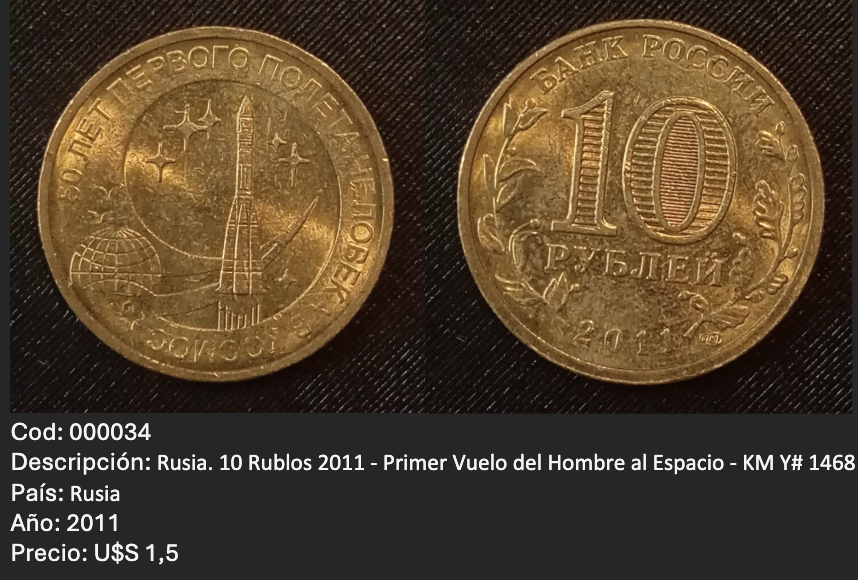 50 ЛЕТ ПЕРВОГО ПОЛЕТА ЧЕЛОВЕКА В КОСМОС
БАНК РОССИИ
10
РУБЛЕЙ
2011
Cod: 000034
Descripción: Rusia. 10 Rublos 2011 - Primer Vuelo del Hombre al Espacio - KM Y# 1468
País: Rusia
Año: 2011
Precio: U$S 1,5